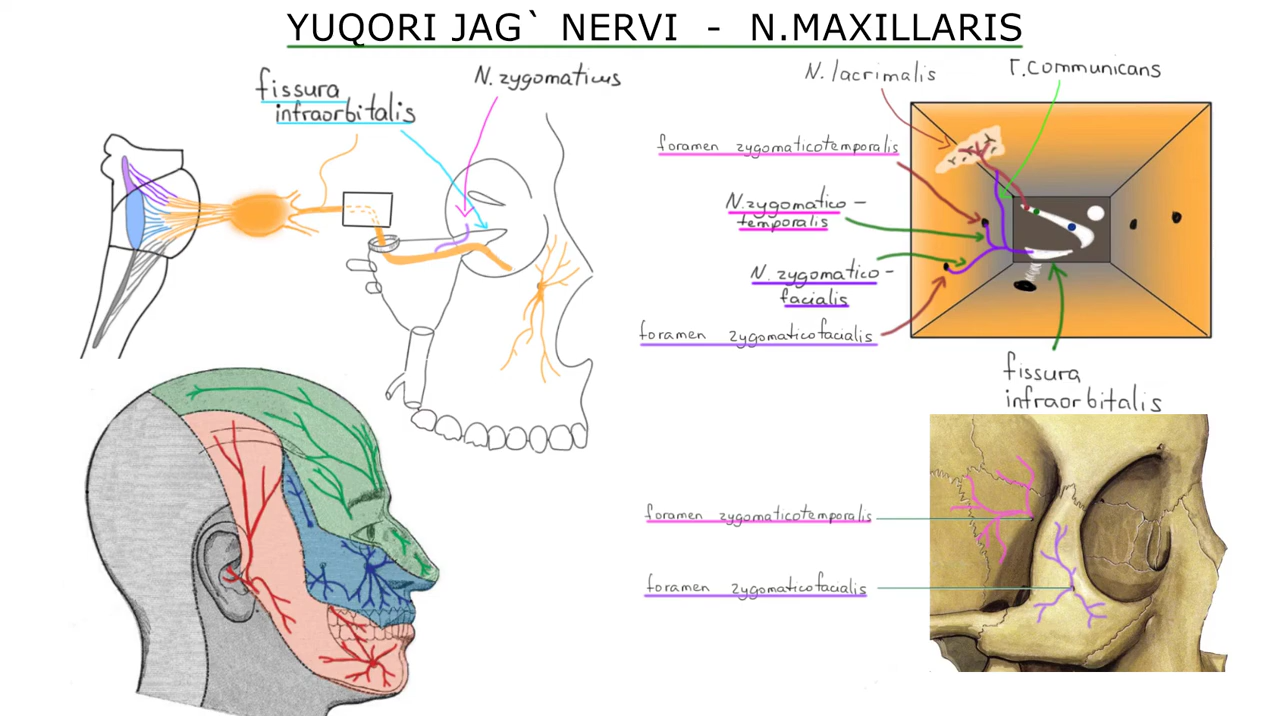 YUQORI JAG` NERVI - N.MAXILLARIS
fissura
infraorbitalis
N.zygomaticus
N.lacrimalis
r.communicans
foramen zygomaticotemporalis
N.zygomatico-
temporalis
N.zygomatico-
facialis
foramen zygomaticofacialis
fissura
infraorbitalis
foramen zygomaticotemporalis
foramen zygomaticofacialis